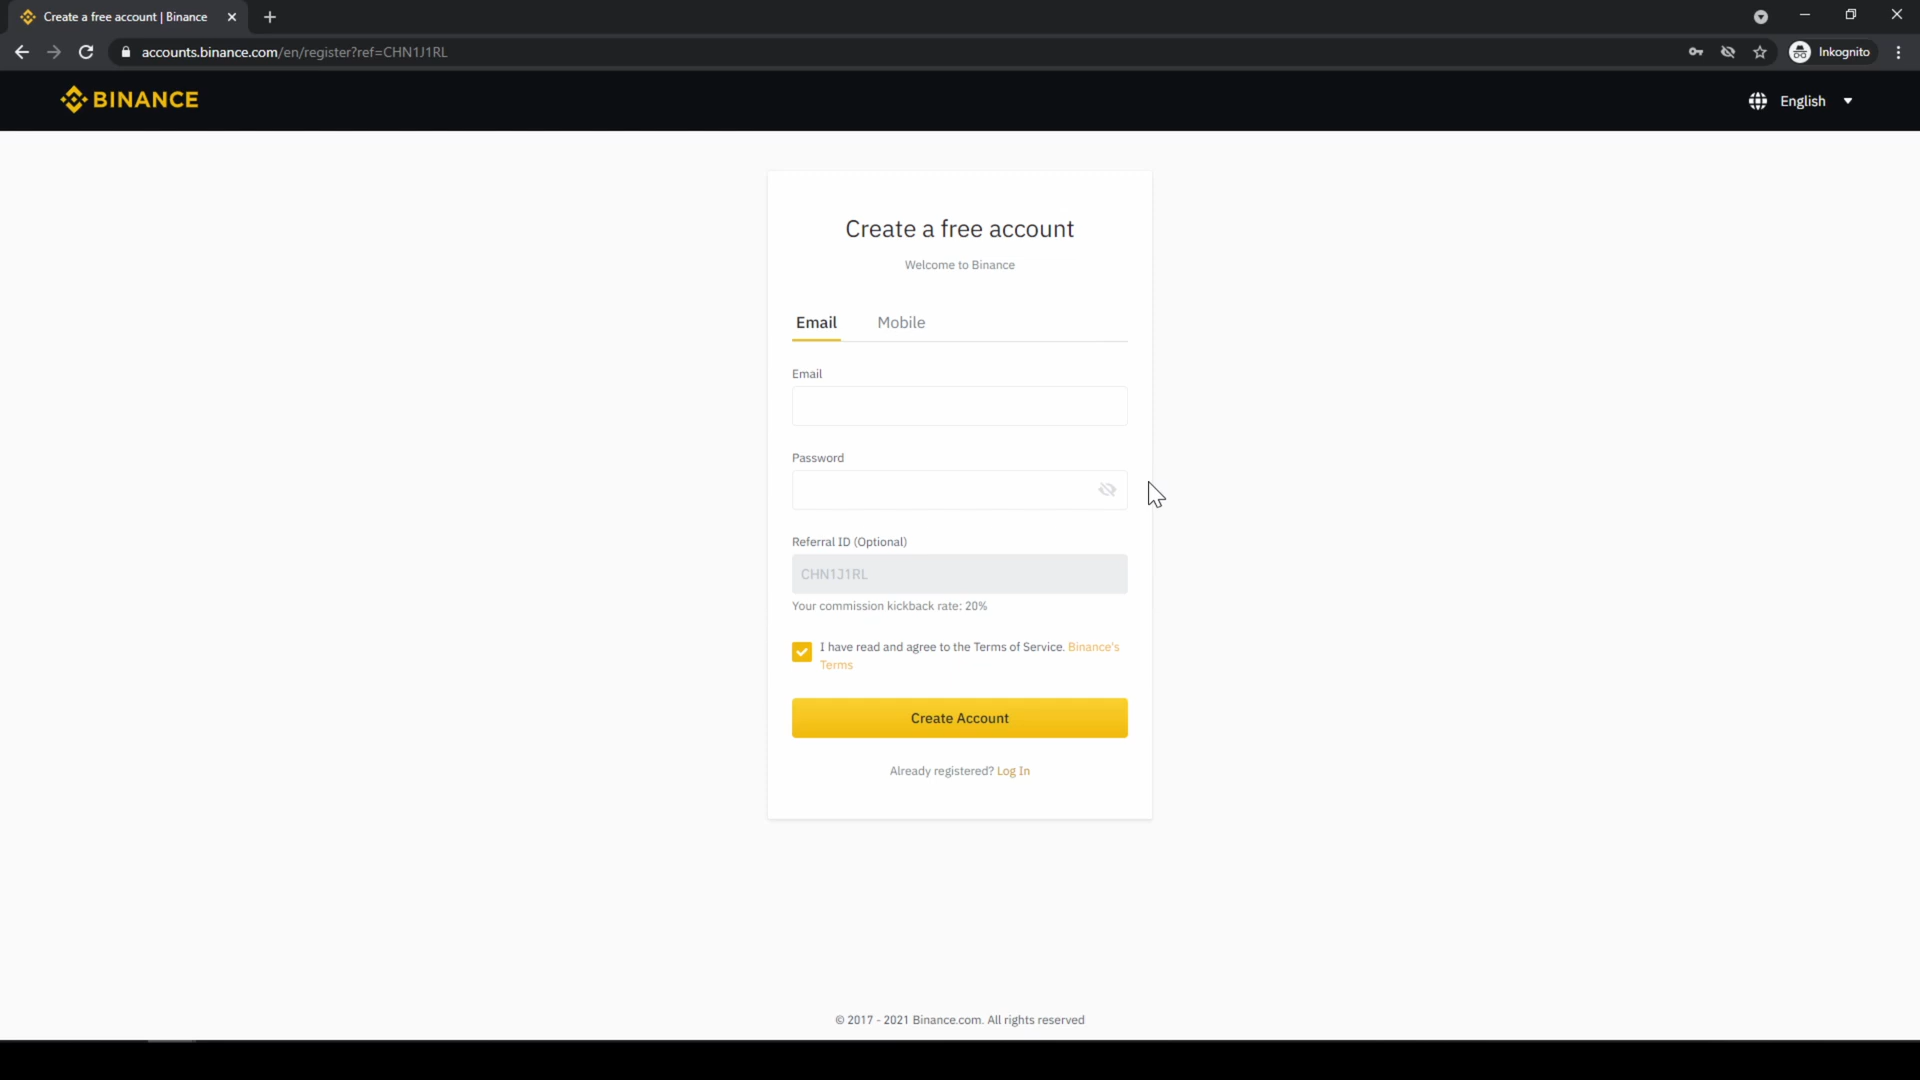 Create a free account | Binance
accounts.binance.com/en/register?ref=CHN1J1RL
Inkognito
BINANCE
English
Create a free account
Welcome to Binance
Email Mobile
Email
Password
Referral ID (Optional)
CHN1J1RL
Your commission kickback rate: 20%
I have read and agree to the Terms of Service. Binance's
Terms
Create Account
Already registered? Log In
© 2017 - 2021 Binance.com. All rights reserved